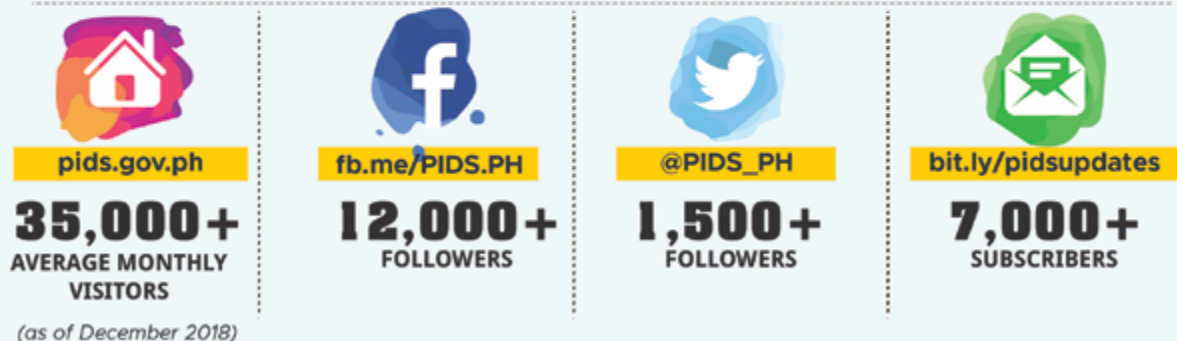 pids.gov.ph
35,000+
AVERAGE MONTHLY
VISITORS
(as of December 2018)
fb.me/PIDS.PH
12,000+
FOLLOWERS
@PIDS_PH
1,500+
FOLLOWERS
bit.ly/pidsupdates
7,000+
SUBSCRIBERS